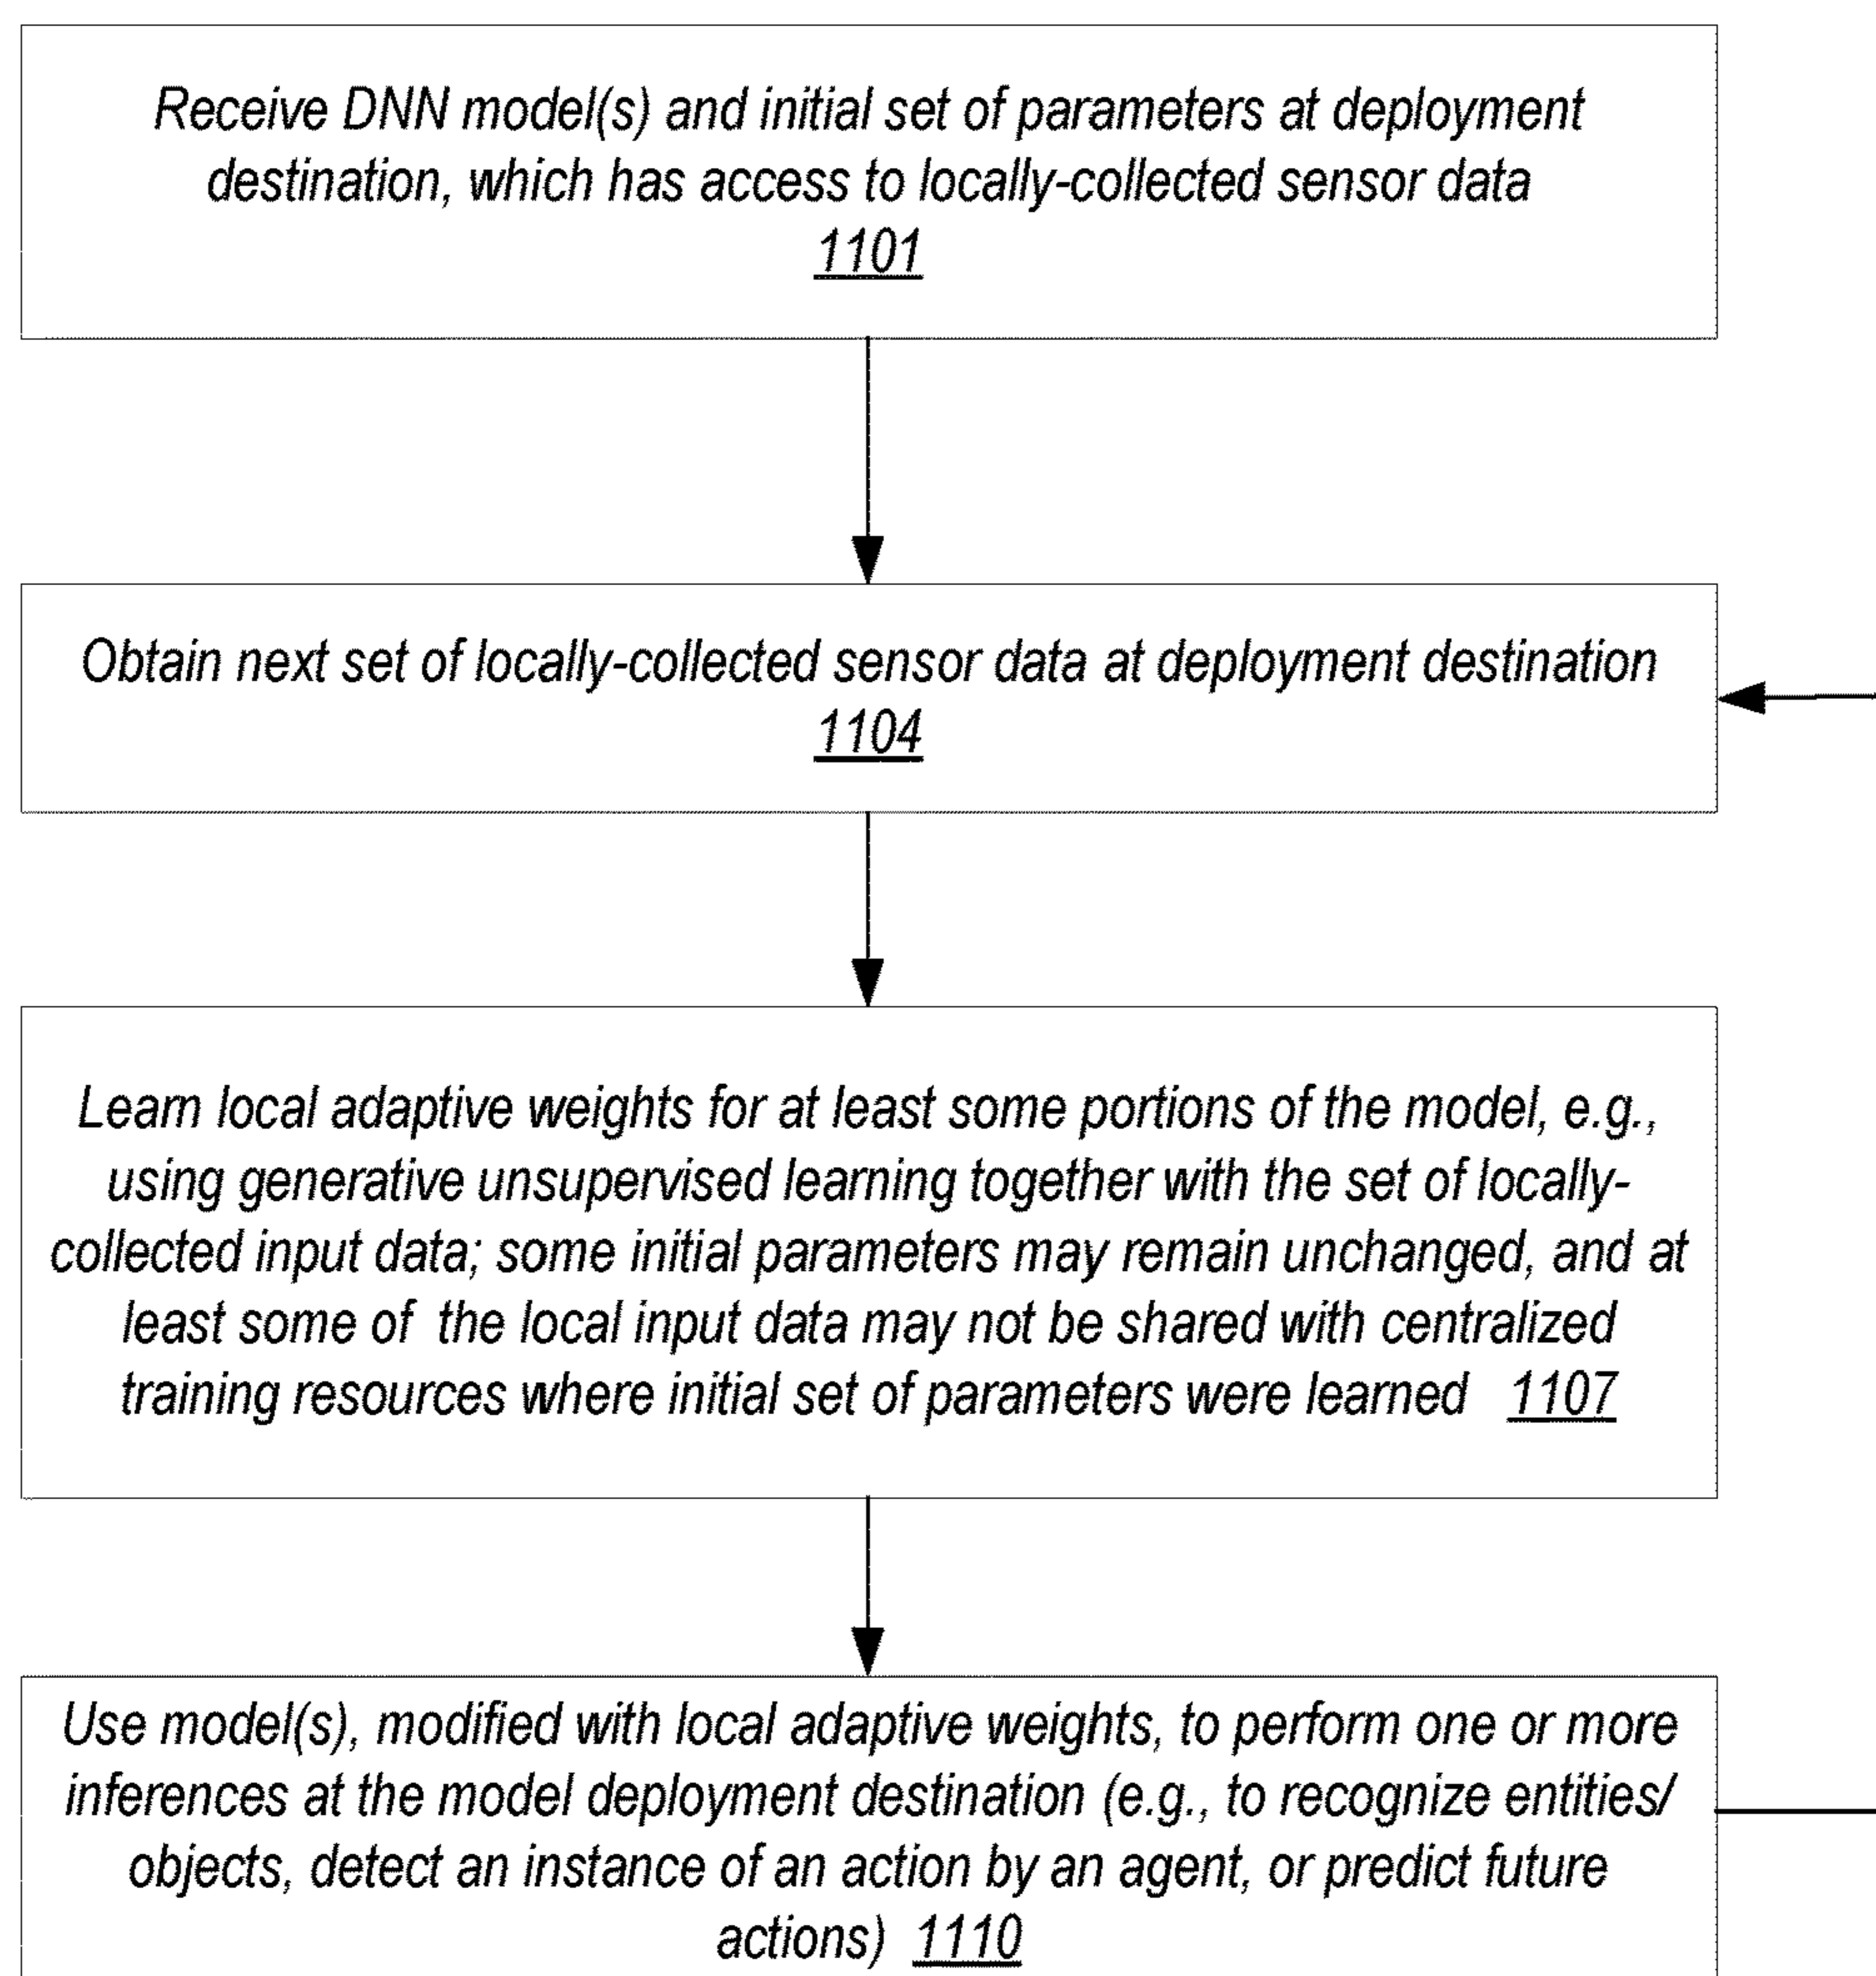 Receive DNN model(s) and initial set of parameters at deployment
destination, which has access to locally-collected sensor data
1101
Obtain next set of locally-collected sensor data at deployment destination
1104
Learn local adaptive weights for at least some portions of the model, e.g.,
using generative unsupervised learning together with the set of locally-
collected input data; some initial parameters may remain unchanged, and at
least some of the local input data may not be shared with centralized
training resources where initial set of parameters were learned 1107
Use model(s), modified with local adaptive weights, to perform one or more
inferences at the model deployment destination (e.g., to recognize entities/
objects, detect an instance of an action by an agent, or predict future
actions) 1110